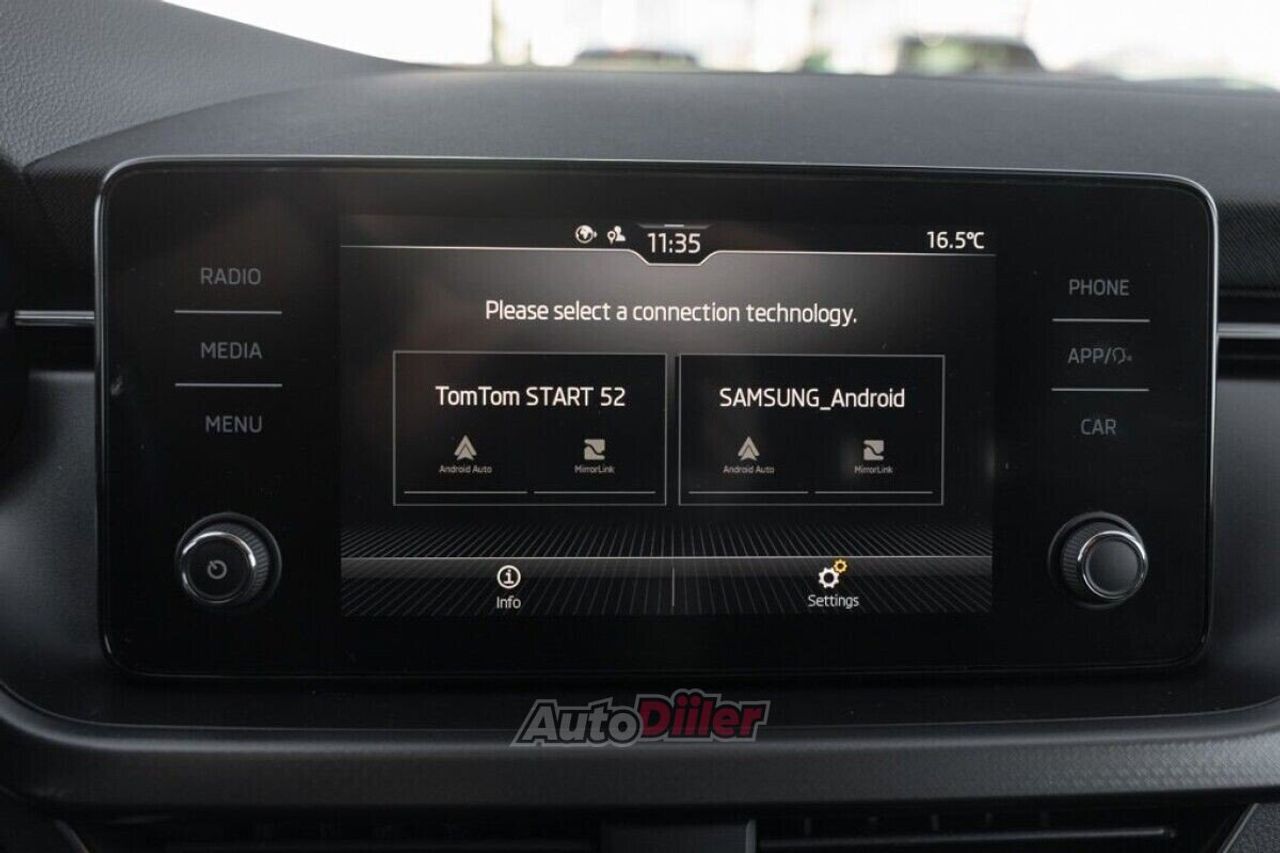 11:35
16.5°C
RADIO
MEDIA
MENU
Please select a connection technology.
TomTom START 52
Android Auto
MirrorLink
SAMSUNG_Android
Android Auto
MirrorLink
Info
Settings
PHONE
APP/
CAR
AutoDiiler